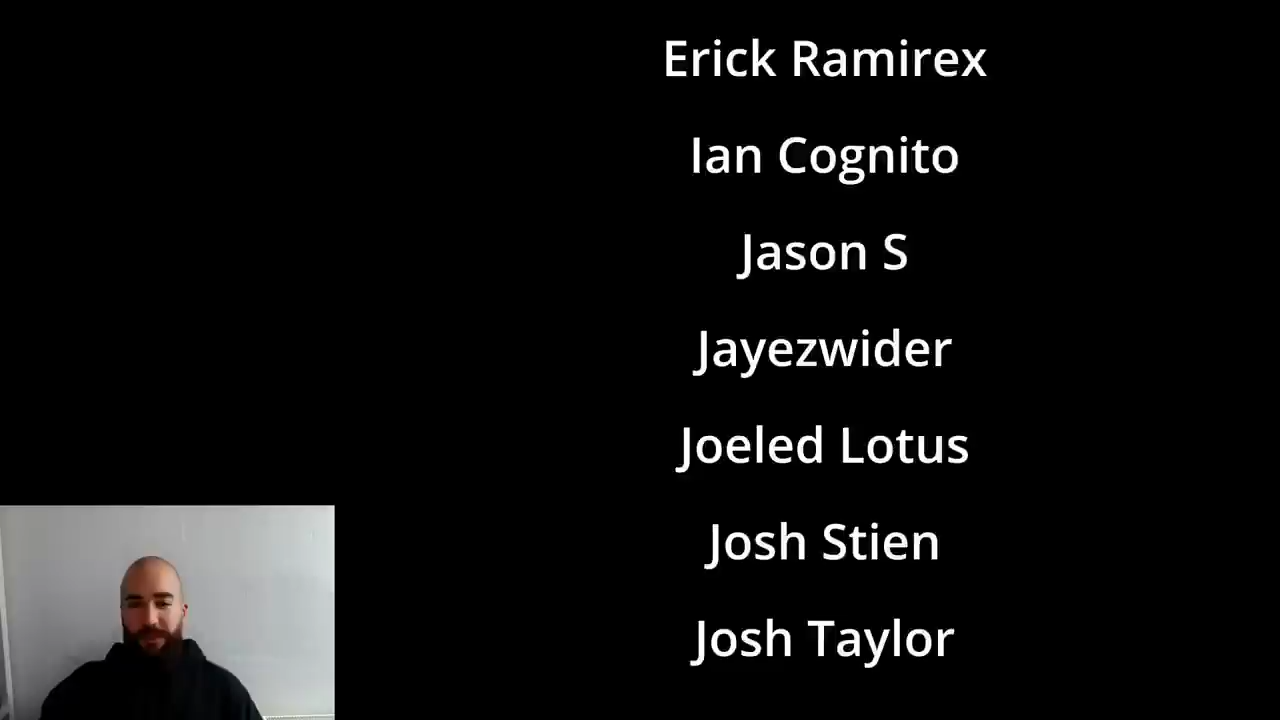 Erick Ramirex
Ian Cognito
Jason S
Jayezwider
Joeled Lotus
Josh Stien
Josh Taylor